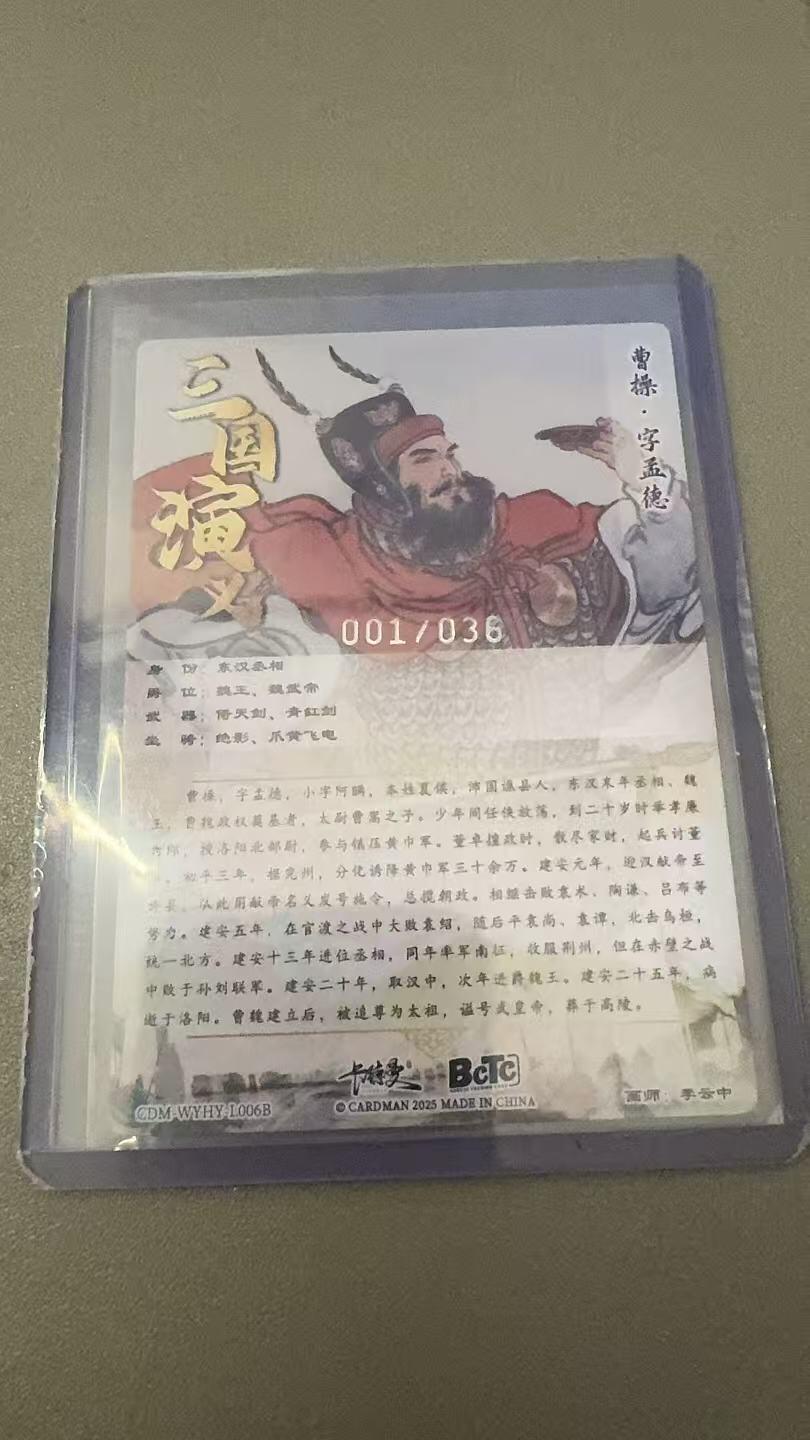 三国演义
曹操·字孟德
001/036
身 份：东汉丞相
爵 位：魏王、魏武帝
武 器：倚天剑、青釭剑
坐 骑：绝影、爪黄飞电
曹操，字孟德，小字阿瞒，本姓夏侯，沛国谯县人，东汉末年丞相、魏
王，曹魏政权奠基者，太尉曹嵩之子。少年间任侠放荡，到二十岁时举孝廉
为郎，授洛阳北部尉，参与镇压黄巾军。董卓擅政时，散尽家财，起兵讨董
初平三年，据兖州，分化诱降黄巾军三十余万。建安元年，迎汉献帝至
许县，从此用献帝名义发号施令，总揽朝政。相继击败袁术、陶谦、吕布等
势力。建安五年，在官渡之战中大败袁绍，随后平袁尚、袁谭，北击乌桓，
统一北方。建安十三年进位丞相，同年率军南征，收服荆州，但在赤壁之战
中败于孙刘联军。建安二十年，取汉中，次年进爵魏王。建安二十五年，病
逝于洛阳。曹魏建立后，被追尊为太祖，谥号武皇帝，葬于高陵。
卡特曼 BCTC
CDM-WYHY-L006B
© CARDMAN 2025 MADE IN CHINA
画师：李云中